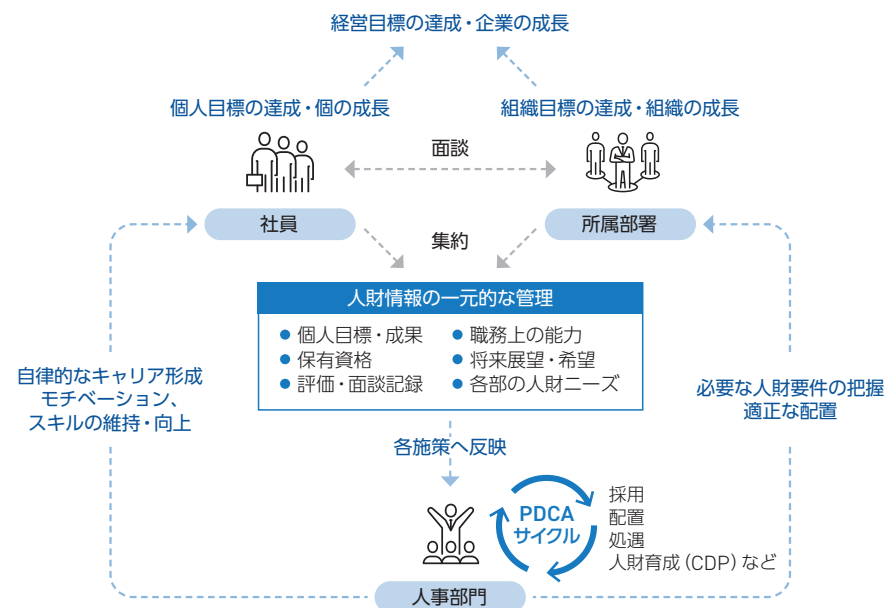 経営目標の達成・企業の成長
個人目標の達成・個の成長
組織目標の達成・組織の成長
面談
社員
所属部署
集約
人財情報の一元的な管理
● 個人目標・成果
● 保有資格
● 評価・面談記録
● 職務上の能力
● 将来展望・希望
● 各部の人財ニーズ
自律的なキャリア形成
モチベーション、
スキルの維持・向上
必要な人財要件の把握
適正な配置
各施策へ反映
PDCA
サイクル
採用
配置
処遇
人財育成（CDP）など
人事部門